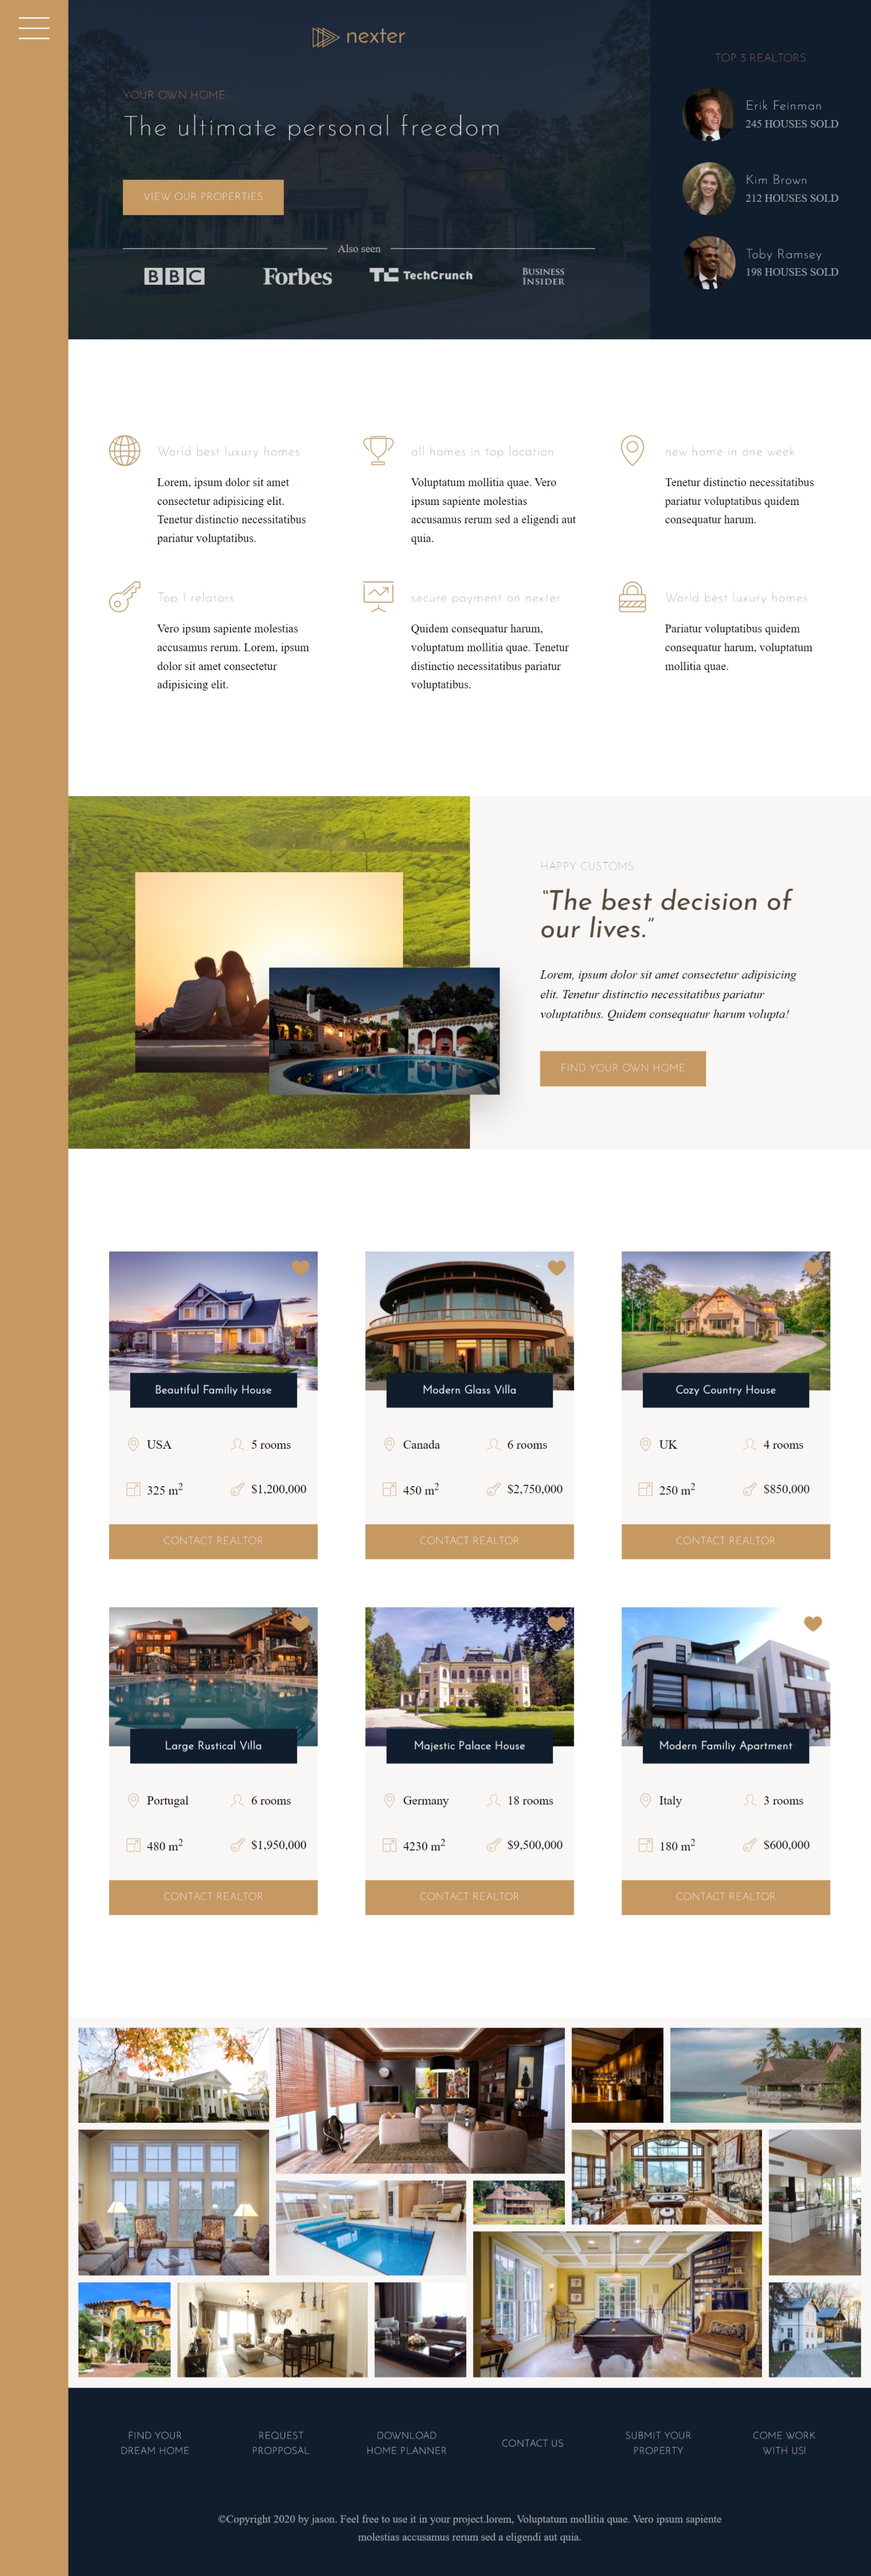 nexter
YOUR OWN HOME:
The ultimate personal freedom
VIEW OUR PROPERTIES
Also seen
BBC
Forbes
TechCrunch
BUSINESS
INSIDER
TOP 3 REALTORS
Erik Feinman
245 HOUSES SOLD
Kim Brown
212 HOUSES SOLD
Toby Ramsey
198 HOUSES SOLD
World best luxury homes
Lorem, ipsum dolor sit amet
consectetur adipisicing elit.
Tenetur distinctio necessitatibus
pariatur voluptatibus.
all homes in top location
Voluptatum mollitia quae. Vero
ipsum sapiente molestias
accusamus rerum sed a eligendi aut
quia.
new home in one week
Tenetur distinctio necessitatibus
pariatur voluptatibus quidem
consequatur harum.
Top 1 relators
Vero ipsum sapiente molestias
accusamus rerum. Lorem, ipsum
dolor sit amet consectetur
adipisicing elit.
secure payment on nexter
Quidem consequatur harum,
voluptatum mollitia quae. Tenetur
distinctio necessitatibus pariatur
voluptatibus.
World best luxury homes
Pariatur voluptatibus quidem
consequatur harum, voluptatum
mollitia quae.
HAPPY CUSTOMS
“The best decision of
our lives.”
Lorem, ipsum dolor sit amet consectetur adipisicing
elit. Tenetur distinctio necessitatibus pariatur
voluptatibus. Quidem consequatur harum volupta!
FIND YOUR OWN HOME
Beautiful Familiy House
USA
5 rooms
325 m²
$1,200,000
CONTACT REALTOR
Modern Glass Villa
Canada
6 rooms
450 m²
$2,750,000
CONTACT REALTOR
Cozy Country House
UK
4 rooms
250 m²
$850,000
CONTACT REALTOR
Large Rustical Villa
Portugal
6 rooms
480 m²
$1,950,000
CONTACT REALTOR
Majestic Palace House
Germany
18 rooms
4230 m²
$9,500,000
CONTACT REALTOR
Modern Familiy Apartment
Italy
3 rooms
180 m²
$600,000
CONTACT REALTOR
FIND YOUR
DREAM HOME
REQUEST
PROPPOSAL
DOWNLOAD
HOME PLANNER
CONTACT US
SUBMIT YOUR
PROPERTY
COME WORK
WITH US!
©Copyright 2020 by jason. Feel free to use it in your project.lorem, Voluptatum mollitia quae. Vero ipsum sapiente
molestias accusamus rerum sed a eligendi aut quia.